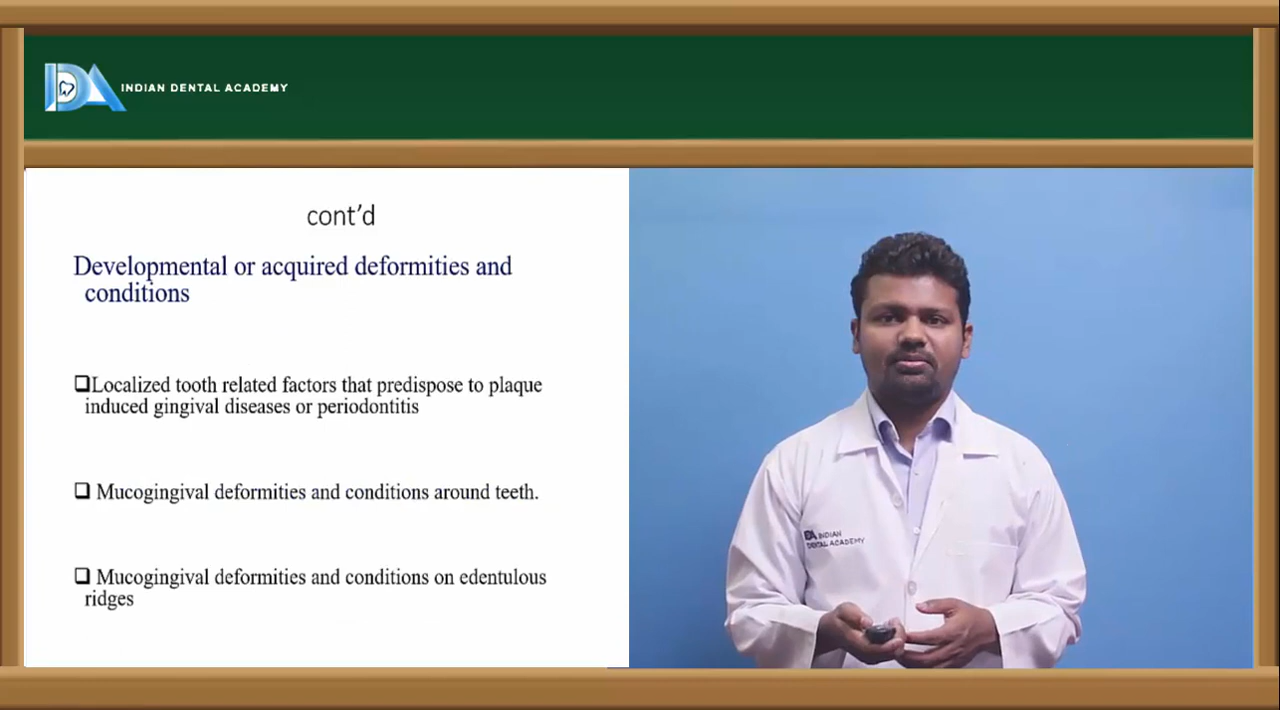 IDA INDIAN DENTAL ACADEMY
cont’d
Developmental or acquired deformities and
conditions
❑Localized tooth related factors that predispose to plaque
induced gingival diseases or periodontitis
❑ Mucogingival deformities and conditions around teeth.
❑ Mucogingival deformities and conditions on edentulous
ridges
IDA INDIAN
DENTAL ACADEMY